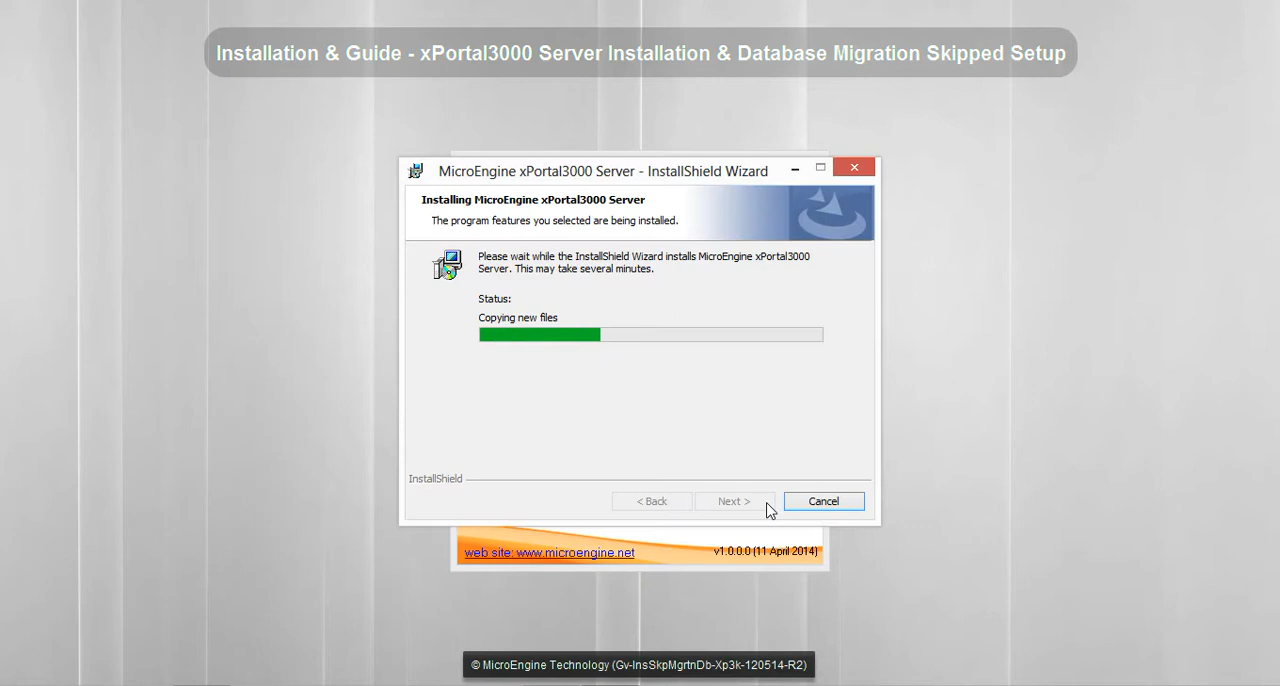 Installation & Guide - xPortal3000 Server Installation & Database Migration Skipped Setup
MicroEngine xPortal3000 Server - InstallShield Wizard
Installing MicroEngine xPortal3000 Server
The program features you selected are being installed.
Please wait while the InstallShield Wizard installs MicroEngine xPortal3000
Server. This may take several minutes.
Status:
Copying new files
InstallShield
< Back
Next >
Cancel
web site: www.microengine.net
v1.0.0.0 (11 April 2014)
© MicroEngine Technology (Gv-InsSkpMgrtnDb-Xp3k-120514-R2)